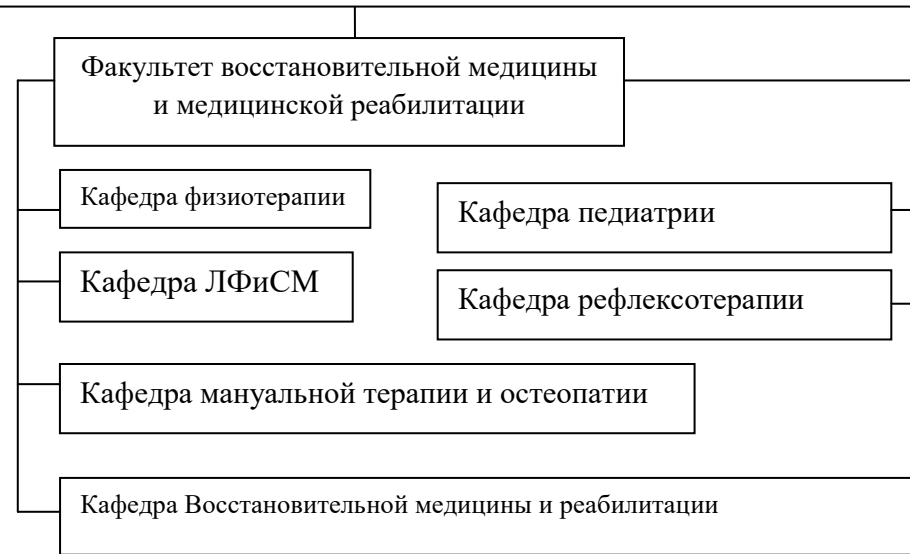 Факультет восстановительной медицины
и медицинской реабилитации
Кафедра физиотерапии
Кафедра педиатрии
Кафедра ЛФиСМ
Кафедра рефлексотерапии
Кафедра мануальной терапии и остеопатии
Кафедра Восстановительной медицины и реабилитации